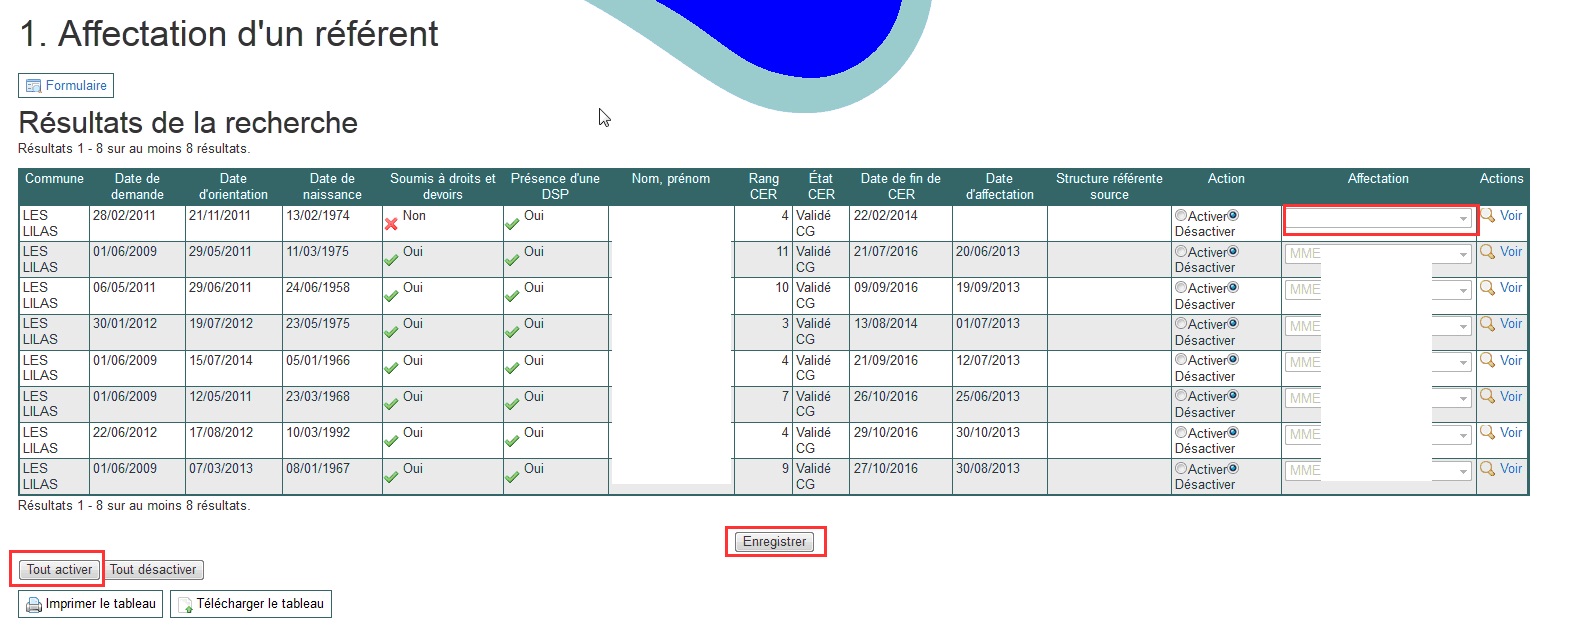 1. Affectation d'un référent
Formulaire
Résultats de la recherche
Résultats 1 - 8 sur au moins 8 résultats.
Commune Date de demande Date d'orientation Date de naissance Soumis à droits et devoirs Présence d'une DSP Nom, prénom Rang CER État CER Date de fin de CER Date d'affectation Structure référente source Action Affectation Actions
LES LILAS 28/02/2011 21/11/2011 13/02/1974 Non Oui 4 Validé CG 22/02/2014 Activer Désactiver Voir
LES LILAS 01/06/2009 29/05/2011 11/03/1975 Oui Oui 11 Validé CG 21/07/2016 20/06/2013 Activer Désactiver MME Voir
LES LILAS 06/05/2011 29/06/2011 24/06/1958 Oui Oui 10 Validé CG 09/09/2016 19/09/2013 Activer Désactiver MME Voir
LES LILAS 30/01/2012 19/07/2012 23/05/1975 Oui Oui 3 Validé CG 13/08/2014 01/07/2013 Activer Désactiver MME Voir
LES LILAS 01/06/2009 15/07/2014 05/01/1966 Oui Oui 4 Validé CG 21/09/2016 12/07/2013 Activer Désactiver MME Voir
LES LILAS 01/06/2009 12/05/2011 23/03/1968 Oui Oui 7 Validé CG 26/10/2016 25/06/2013 Activer Désactiver MME Voir
LES LILAS 22/06/2012 17/08/2012 10/03/1992 Oui Oui 4 Validé CG 29/10/2016 30/10/2013 Activer Désactiver MME Voir
LES LILAS 01/06/2009 07/03/2013 08/01/1967 Oui Oui 9 Validé CG 27/10/2016 30/08/2013 Activer Désactiver MME Voir
Résultats 1 - 8 sur au moins 8 résultats.
Enregistrer
Tout activer Tout désactiver
Imprimer le tableau Télécharger le tableau